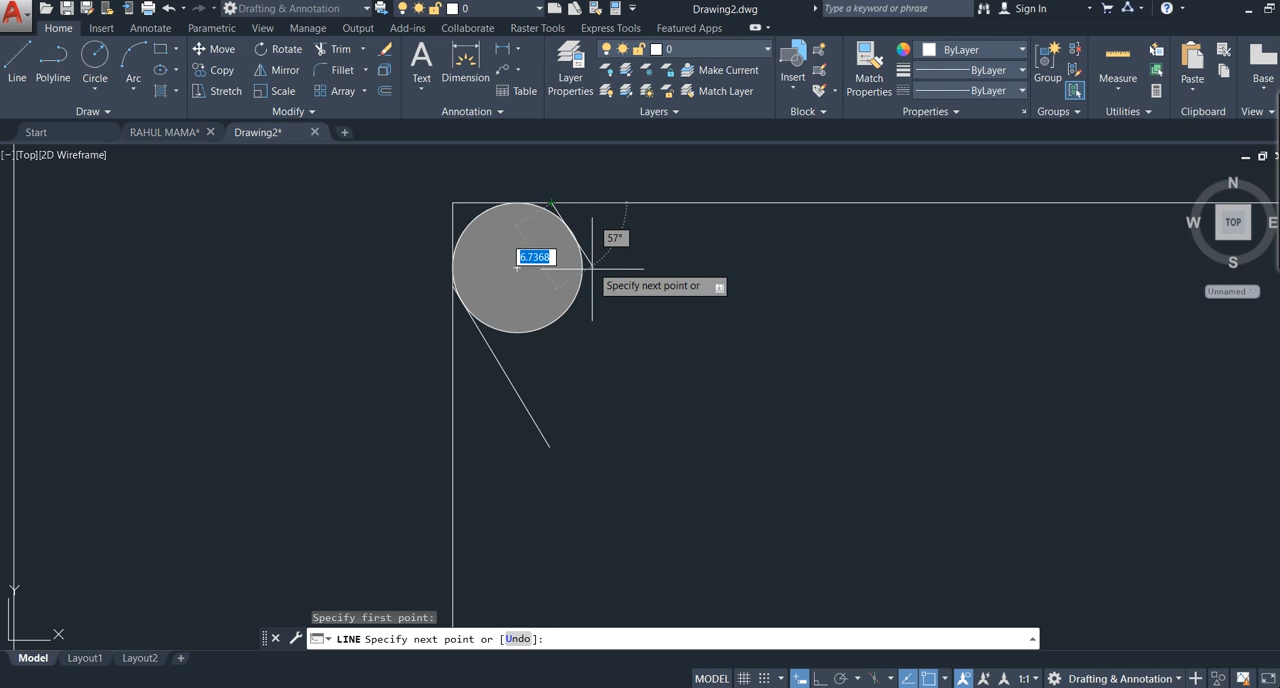 A
Drafting & Annotation
0
Drawing2.dwg
Type a keyword or phrase
Sign In
?
Home
Insert
Annotate
Parametric
View
Manage
Output
Add-ins
Collaborate
Raster Tools
Express Tools
Featured Apps
Line
Polyline
Circle
Arc
Move
Rotate
Trim
Copy
Mirror
Fillet
Stretch
Scale
Array
A
Text
Dimension
Table
Layer
Properties
0
Make Current
Match Layer
Insert
Match
Properties
ByLayer
ByLayer
ByLayer
Group
Measure
Paste
Base
Draw
Modify
Annotation
Layers
Block
Properties
Groups
Utilities
Clipboard
View
Start
RAHUL MAMA*
Drawing2*
[−][Top][2D Wireframe]
N
W
TOP
E
S
Unnamed
57°
6.7368
Specify next point or
Y
X
Specify first point:
LINE Specify next point or [Undo]:
Model
Layout1
Layout2
MODEL
1:1
Drafting & Annotation